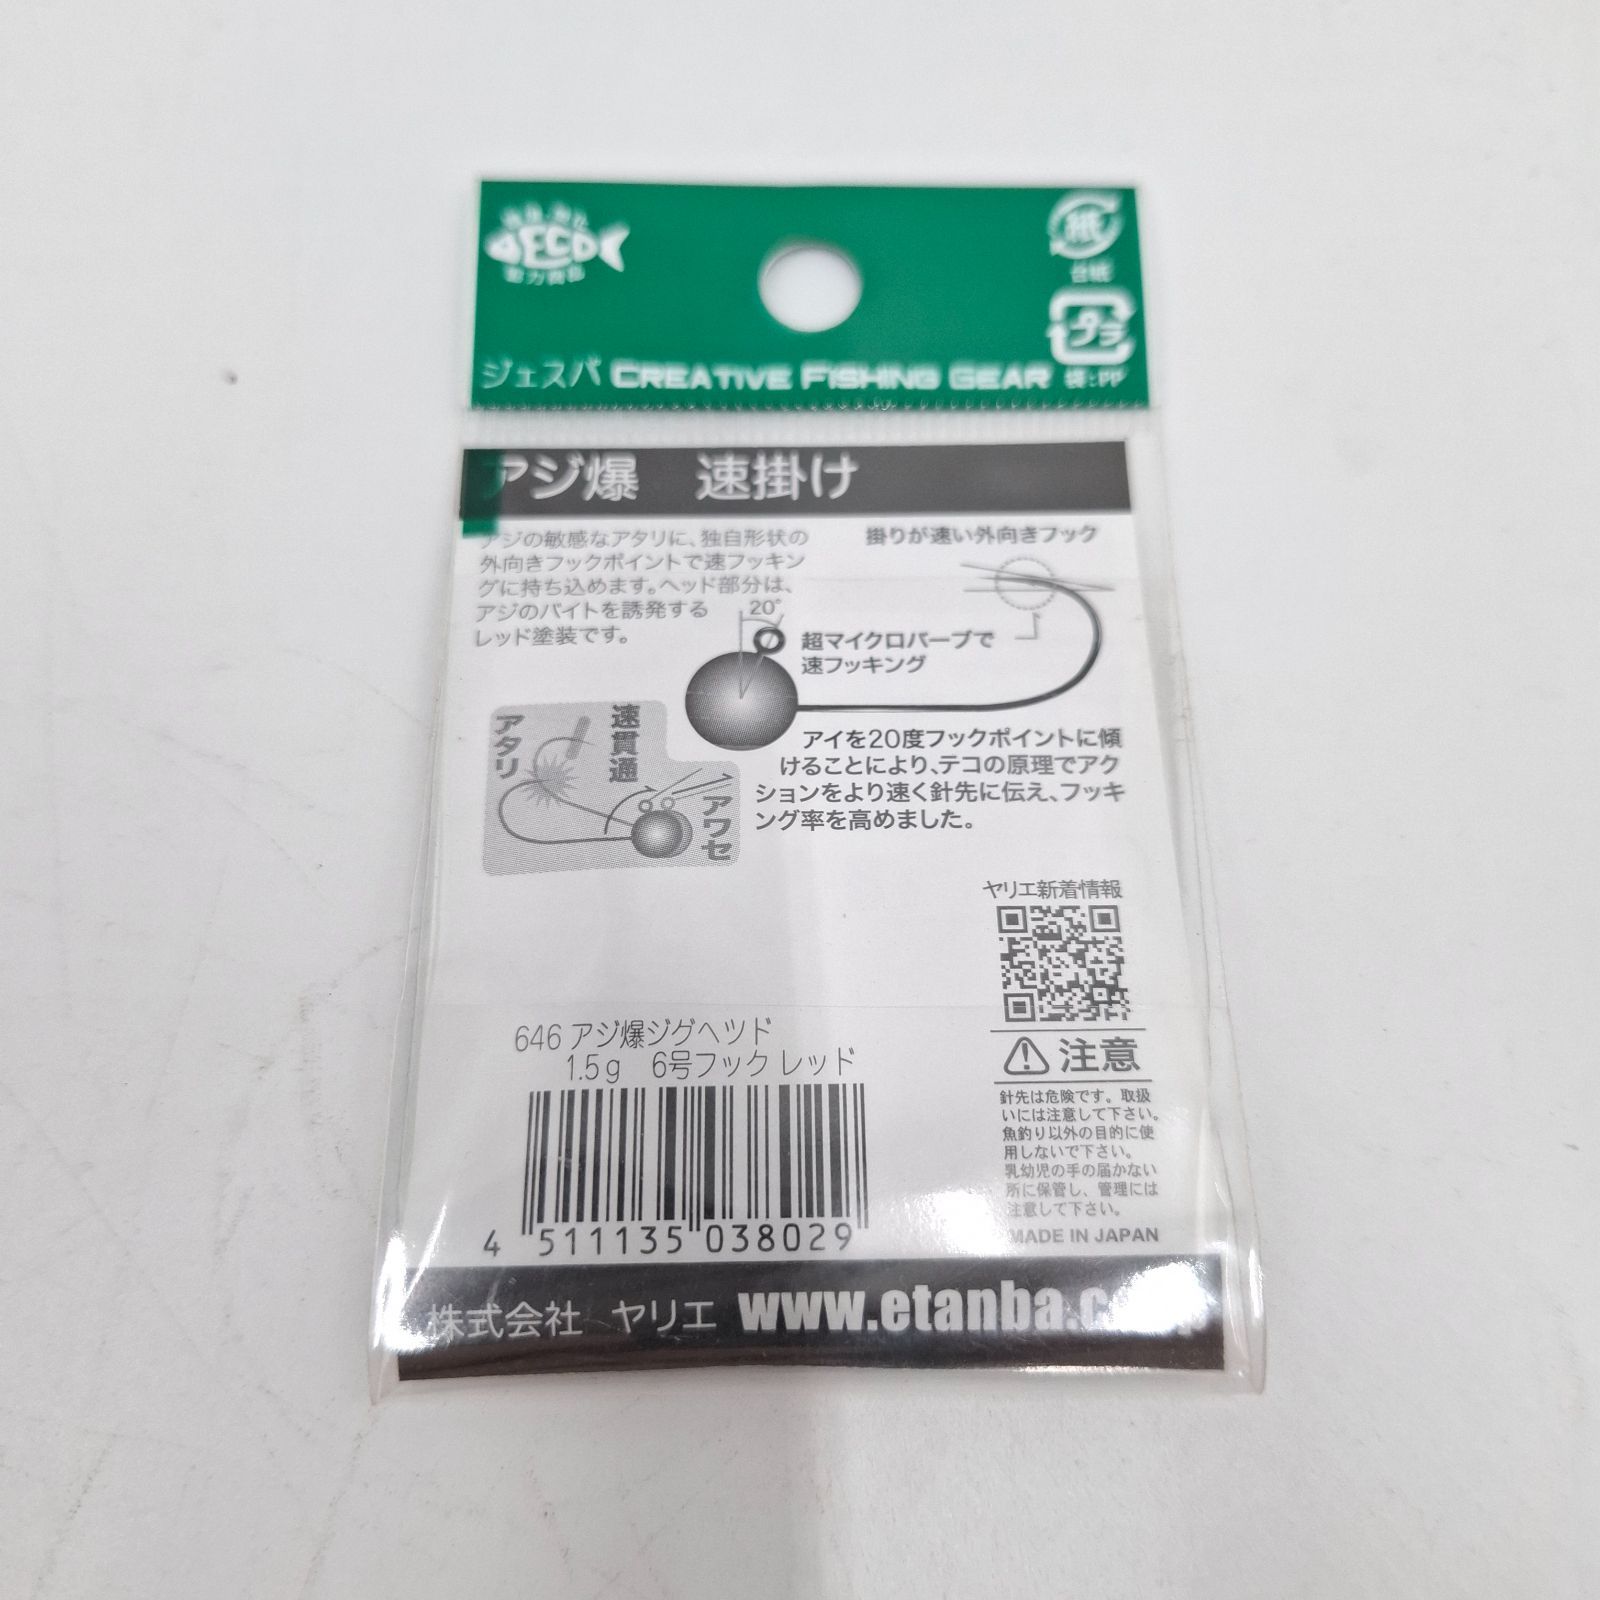 ECO
紙
台紙
プラ
袋:PP
ジェスパ CREATIVE FISHING GEAR
アジ爆 速掛け
アジの敏感なアタリに、独自形状の
外向きフックポイントで速フッキン
グに持ち込めます。ヘッド部分は、
アジのバイトを誘発する
レッド塗装です。
掛りが速い外向きフック
20°
超マイクロバーブで
速フッキング
アイを20度フックポイントに傾
けることにより、テコの原理でアク
ションをより速く針先に伝え、フッキ
ング率を高めました。
アタリ
速貫通
アワセ
ヤリエ新着情報
646 アジ爆ジグヘッド
1.5g 6号フック レッド
4 511135 038029
注意
針先は危険です。取扱
いには注意して下さい。
魚釣り以外の目的に使
用しないで下さい。
乳幼児の手の届かない
所に保管し、管理には
注意して下さい。
MADE IN JAPAN
株式会社 ヤリエ www.etanba.c